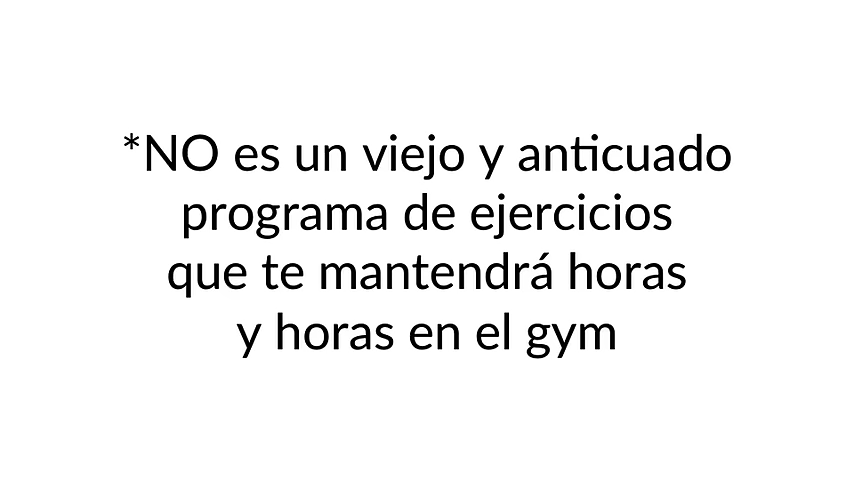 *NO es un viejo y anticuado
programa de ejercicios
que te mantendrá horas
y horas en el gym